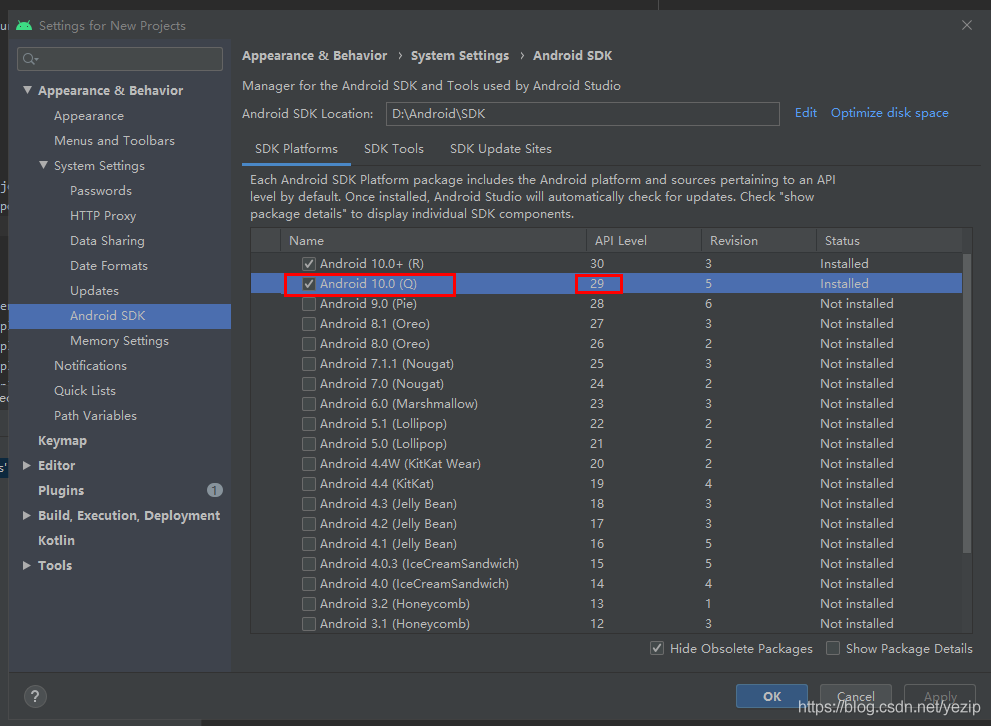 Settings for New Projects
Appearance & Behavior
Appearance
Menus and Toolbars
System Settings
Passwords
HTTP Proxy
Data Sharing
Date Formats
Updates
Android SDK
Memory Settings
Notifications
Quick Lists
Path Variables
Keymap
Editor
Plugins 1
Build, Execution, Deployment
Kotlin
Tools
Appearance & Behavior › System Settings › Android SDK
Manager for the Android SDK and Tools used by Android Studio
Android SDK Location: D:\Android\SDK Edit Optimize disk space
SDK Platforms SDK Tools SDK Update Sites
Each Android SDK Platform package includes the Android platform and sources pertaining to an API
level by default. Once installed, Android Studio will automatically check for updates. Check "show
package details" to display individual SDK components.
Name API Level Revision Status
Android 10.0+ (R) 30 3 Installed
Android 10.0 (Q) 29 5 Installed
Android 9.0 (Pie) 28 6 Not installed
Android 8.1 (Oreo) 27 3 Not installed
Android 8.0 (Oreo) 26 2 Not installed
Android 7.1.1 (Nougat) 25 3 Not installed
Android 7.0 (Nougat) 24 2 Not installed
Android 6.0 (Marshmallow) 23 3 Not installed
Android 5.1 (Lollipop) 22 2 Not installed
Android 5.0 (Lollipop) 21 2 Not installed
Android 4.4W (KitKat Wear) 20 2 Not installed
Android 4.4 (KitKat) 19 4 Not installed
Android 4.3 (Jelly Bean) 18 3 Not installed
Android 4.2 (Jelly Bean) 17 3 Not installed
Android 4.1 (Jelly Bean) 16 5 Not installed
Android 4.0.3 (IceCreamSandwich) 15 5 Not installed
Android 4.0 (IceCreamSandwich) 14 4 Not installed
Android 3.2 (Honeycomb) 13 1 Not installed
Android 3.1 (Honeycomb) 12 3 Not installed
Hide Obsolete Packages Show Package Details
? OK Cancel Apply
https://blog.csdn.net/yezip